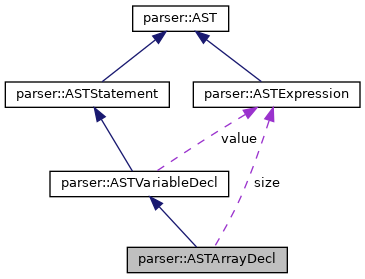 parser::AST
parser::ASTStatement
parser::ASTExpression
value
parser::ASTVariableDecl
size
parser::ASTArrayDecl